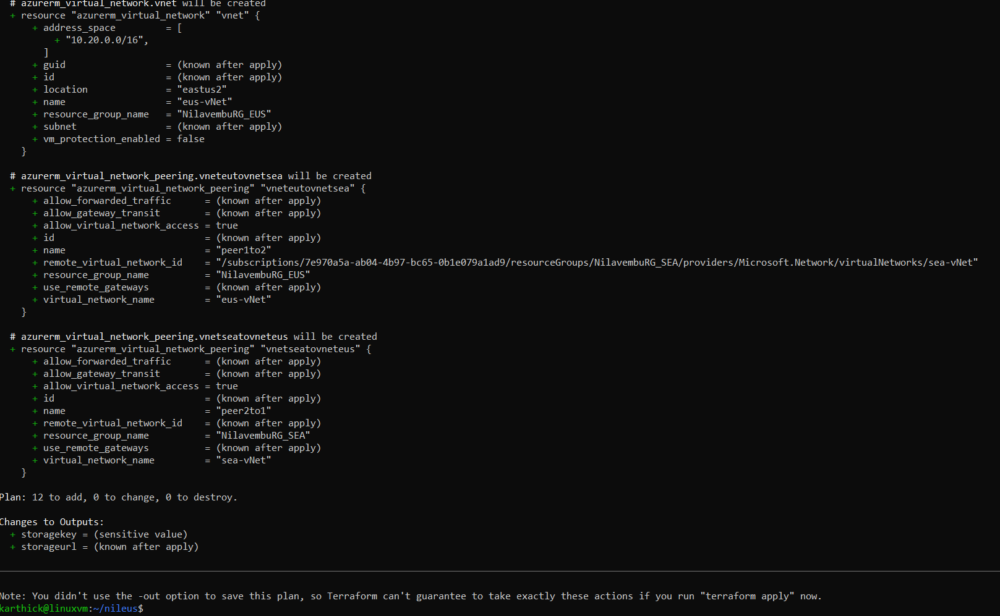 # azurerm_virtual_network.vnet will be created
+ resource "azurerm_virtual_network" "vnet" {
+ address_space = [
+ "10.20.0.0/16",
]
+ guid = (known after apply)
+ id = (known after apply)
+ location = "eastus2"
+ name = "eus-vNet"
+ resource_group_name = "NilavembuRG_EUS"
+ subnet = (known after apply)
+ vm_protection_enabled = false
}
# azurerm_virtual_network_peering.vneteutovnetsea will be created
+ resource "azurerm_virtual_network_peering" "vneteutovnetsea" {
+ allow_forwarded_traffic = (known after apply)
+ allow_gateway_transit = (known after apply)
+ allow_virtual_network_access = true
+ id = (known after apply)
+ name = "peer1to2"
+ remote_virtual_network_id = "/subscriptions/7e970a5a-ab04-4b97-bc65-0b1e079a1ad9/resourceGroups/NilavembuRG_SEA/providers/Microsoft.Network/virtualNetworks/sea-vNet"
+ resource_group_name = "NilavembuRG_EUS"
+ use_remote_gateways = (known after apply)
+ virtual_network_name = "eus-vNet"
}
# azurerm_virtual_network_peering.vnetseatovneteus will be created
+ resource "azurerm_virtual_network_peering" "vnetseatovneteus" {
+ allow_forwarded_traffic = (known after apply)
+ allow_gateway_transit = (known after apply)
+ allow_virtual_network_access = true
+ id = (known after apply)
+ name = "peer2to1"
+ remote_virtual_network_id = (known after apply)
+ resource_group_name = "NilavembuRG_SEA"
+ use_remote_gateways = (known after apply)
+ virtual_network_name = "sea-vNet"
}
Plan: 12 to add, 0 to change, 0 to destroy.
Changes to Outputs:
+ storagekey = (sensitive value)
+ storageurl = (known after apply)
Note: You didn't use the -out option to save this plan, so Terraform can't guarantee to take exactly these actions if you run "terraform apply" now.
karthick@linuxvm:~/nileus$